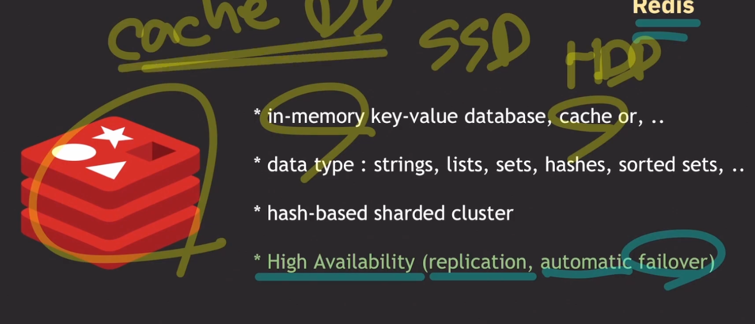 Redis
cache DB
SSD
HDD
* in-memory key-value database, cache or, ..
* data type : strings, lists, sets, hashes, sorted sets, ..
* hash-based sharded cluster
* High Availability (replication, automatic failover)